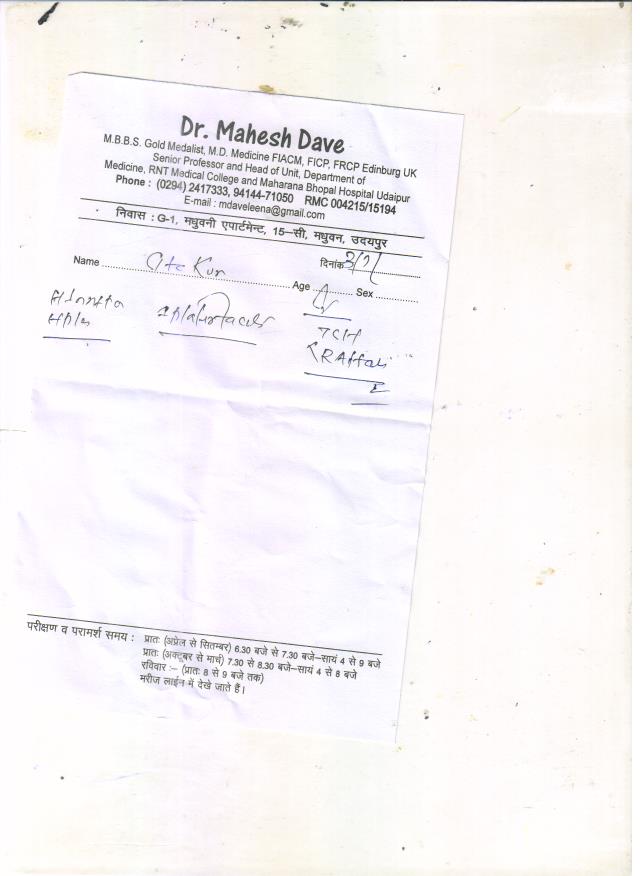 Dr. Mahesh Dave
M.B.B.S. Gold Medalist, M.D. Medicine FIACM, FICP, FRCP Edinburg UK
Senior Professor and Head of Unit, Department of
Medicine, RNT Medical College and Maharana Bhopal Hospital Udaipur
Phone : (0294) 2417333, 94144-71050 RMC 004215/15194
E-mail : mdaveleena@gmail.com
निवास : G-1, मधुवनी एपार्टमेन्ट, 15–सी, मधुवन, उदयपुर
दिनांक
Name Age Sex
परीक्षण व परामर्श समय : प्रातः (अप्रेल से सितम्बर) 6.30 बजे से 7.30 बजे–सायं 4 से 9 बजे
प्रातः (अक्टूबर से मार्च) 7.30 से 8.30 बजे–सायं 4 से 8 बजे
रविवार :– (प्रातः 8 से 9 बजे तक)
मरीज लाईन में देखे जाते हैं।